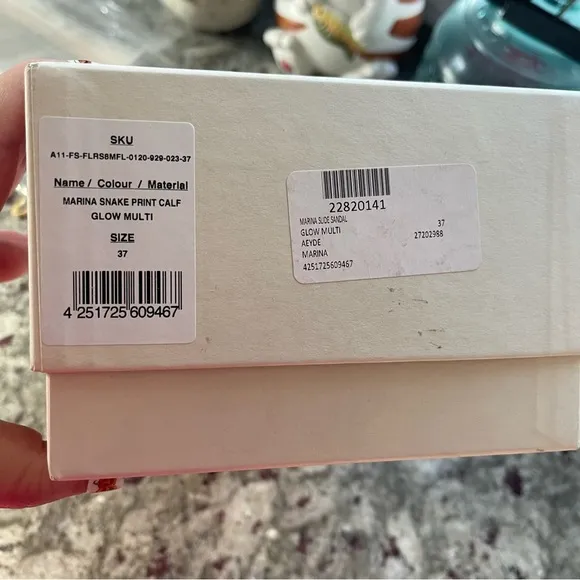 SKU
A11-FS-FLRS8MFL-0120-929-023-37
Name / Colour / Material
MARINA SNAKE PRINT CALF
GLOW MULTI
SIZE
37
4 251725 609467
22820141
MARINA SLIDE SANDAL 37
GLOW MULTI
AEYDE 27202988
MARINA
4251725609467